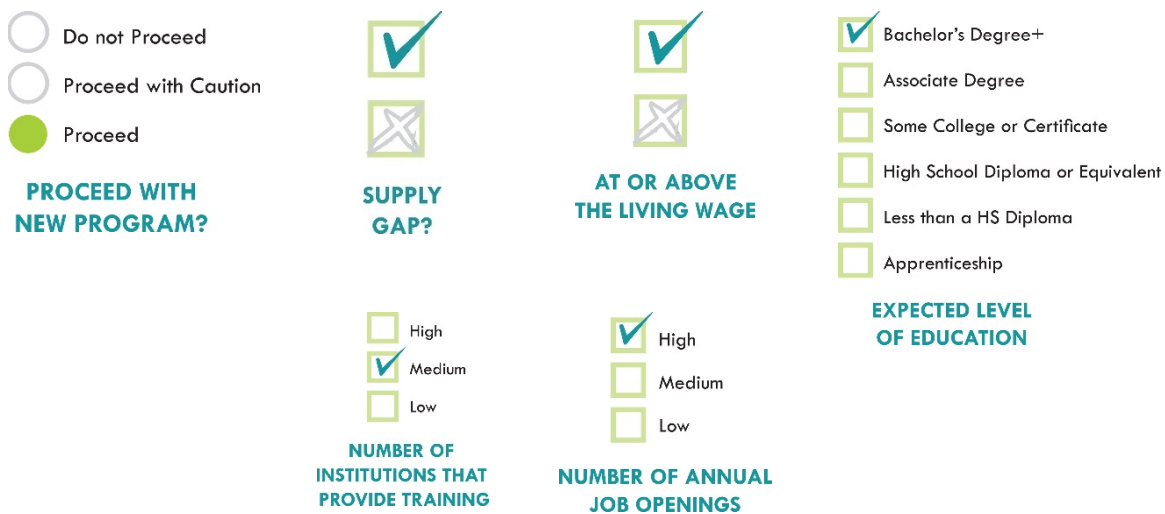 Do not Proceed
Proceed with Caution
Proceed
PROCEED WITH
NEW PROGRAM?
SUPPLY
GAP?
AT OR ABOVE
THE LIVING WAGE
Bachelor's Degree+
Associate Degree
Some College or Certificate
High School Diploma or Equivalent
Less than a HS Diploma
Apprenticeship
EXPECTED LEVEL
OF EDUCATION
High
Medium
Low
NUMBER OF
INSTITUTIONS THAT
PROVIDE TRAINING
High
Medium
Low
NUMBER OF ANNUAL
JOB OPENINGS